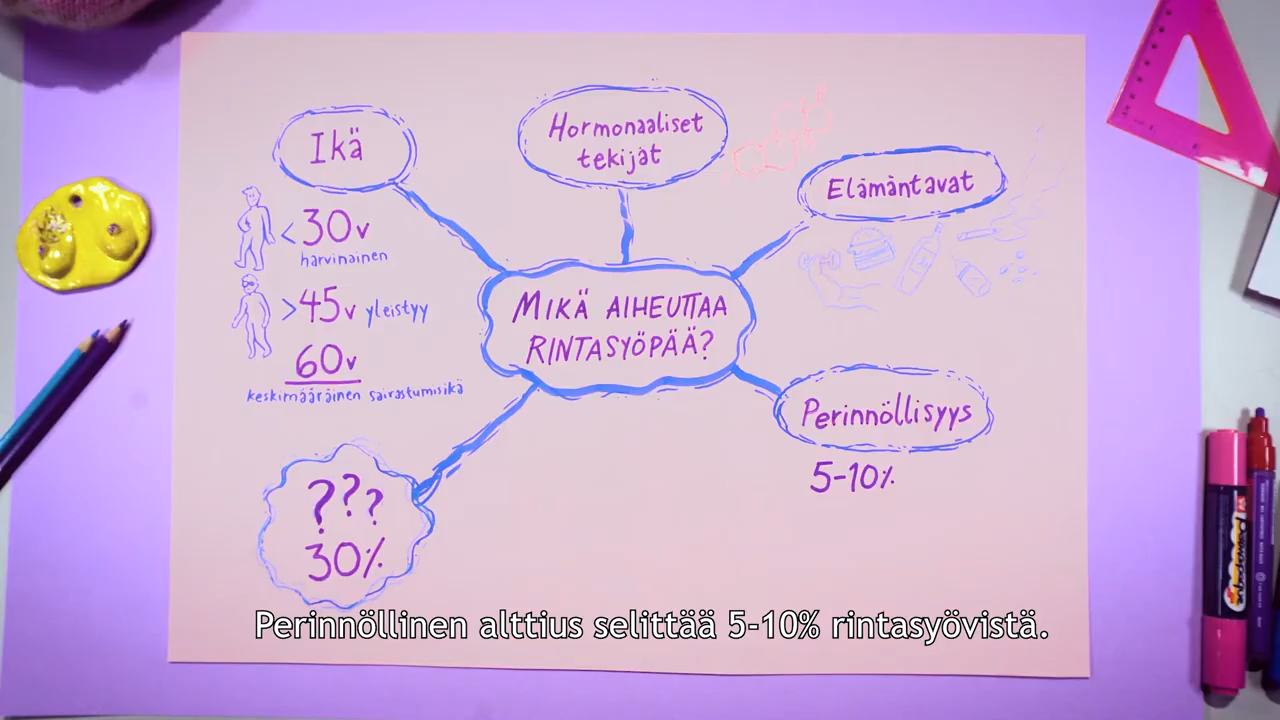 Ikä
< 30v
harvinainen
> 45v yleistyy
60v
keskimääräinen sairastumisikä
Hormonaaliset
tekijät
Elämäntavat
MIKÄ AIHEUTTAA
RINTASYÖPÄÄ?
Perinnöllisyys
5-10%
???
30%
Perinnöllinen alttius selittää 5-10% rintasyövistä.